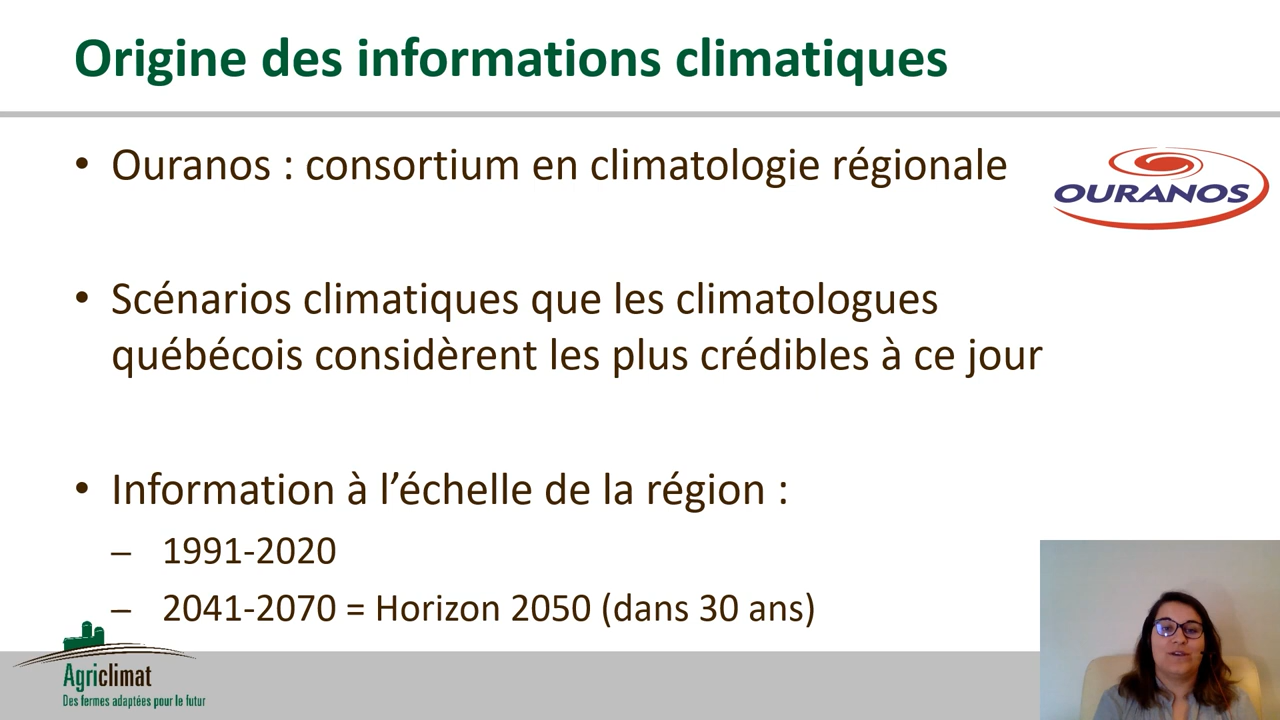 Origine des informations climatiques
• Ouranos : consortium en climatologie régionale
OURANOS
• Scénarios climatiques que les climatologues
québécois considèrent les plus crédibles à ce jour
• Information à l’échelle de la région :
– 1991-2020
– 2041-2070 = Horizon 2050 (dans 30 ans)
Agriclimat
Des fermes adaptées pour le futur